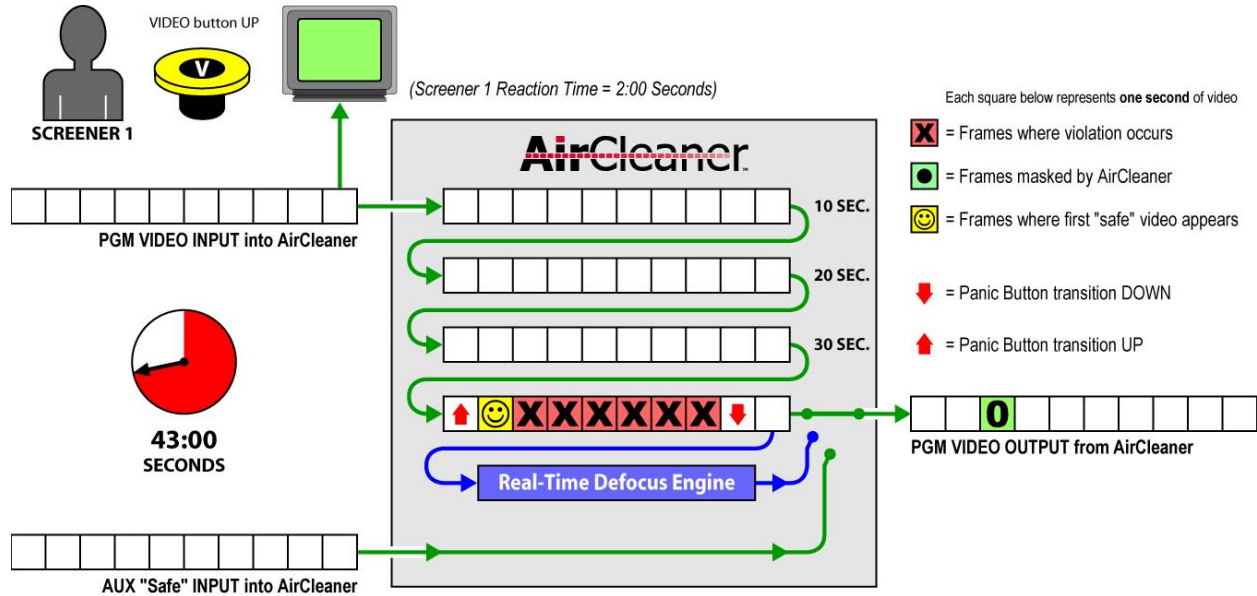 VIDEO button UP
V
(Screener 1 Reaction Time = 2:00 Seconds)
SCREENER 1
Each square below represents one second of video
X = Frames where violation occurs
= Frames masked by AirCleaner
= Frames where first "safe" video appears
= Panic Button transition DOWN
= Panic Button transition UP
AirCleaner™
10 SEC.
PGM VIDEO INPUT into AirCleaner
20 SEC.
30 SEC.
X X X X X X
O
43:00
SECONDS
PGM VIDEO OUTPUT from AirCleaner
Real-Time Defocus Engine
AUX "Safe" INPUT into AirCleaner